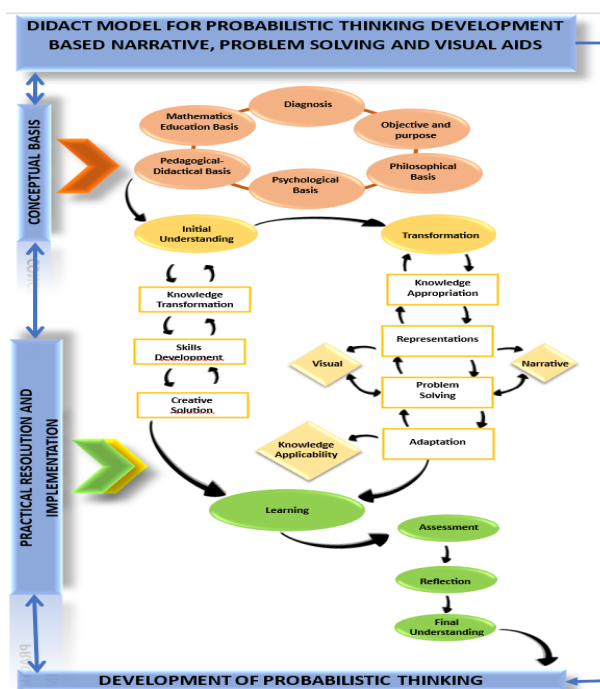 DIDACT MODEL FOR PROBABILISTIC THINKING DEVELOPMENT
BASED NARRATIVE, PROBLEM SOLVING AND VISUAL AIDS
CONCEPTUAL BASIS
Diagnosis
Mathematics
Education Basis
Objective and
purpose
Pedagogical-
Didactical Basis
Philosophical
Basis
Psychological
Basis
Initial
Understanding
Transformation
Knowledge
Transformation
Skills
Development
Creative
Solution
Knowledge
Appropriation
Representations
Visual
Narrative
Problem
Solving
Adaptation
Knowledge
Applicability
PRACTICAL RESOLUTION AND
IMPLEMENTATION
Learning
Assessment
Reflection
Final
Understanding
DEVELOPMENT OF PROBABILISTIC THINKING